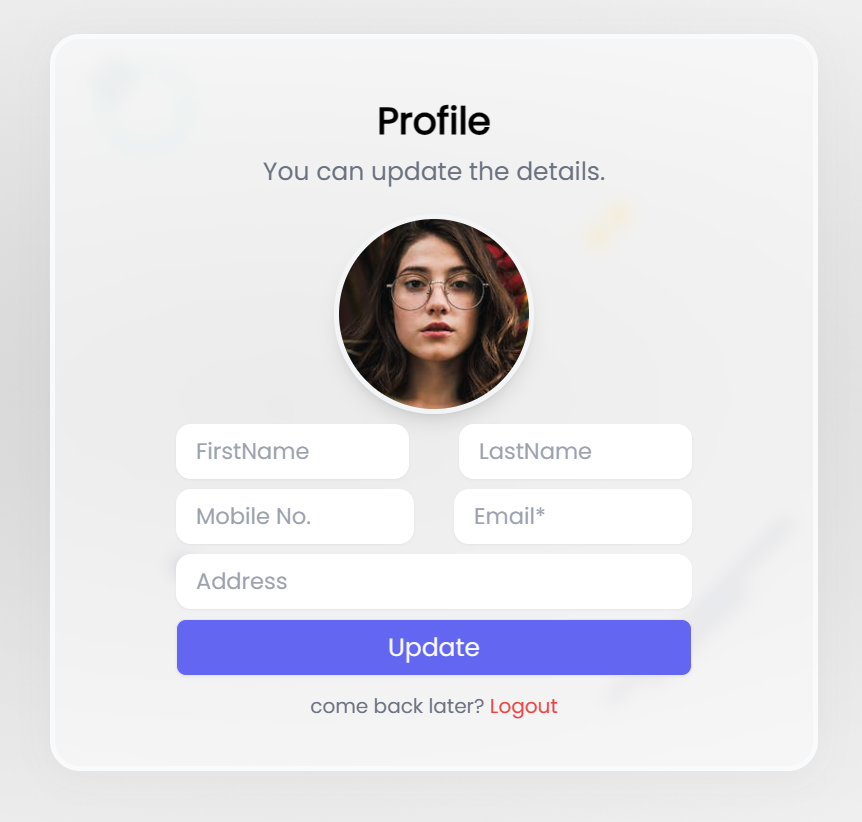 Profile
You can update the details.
FirstName LastName
Mobile No. Email*
Address
Update
come back later? Logout